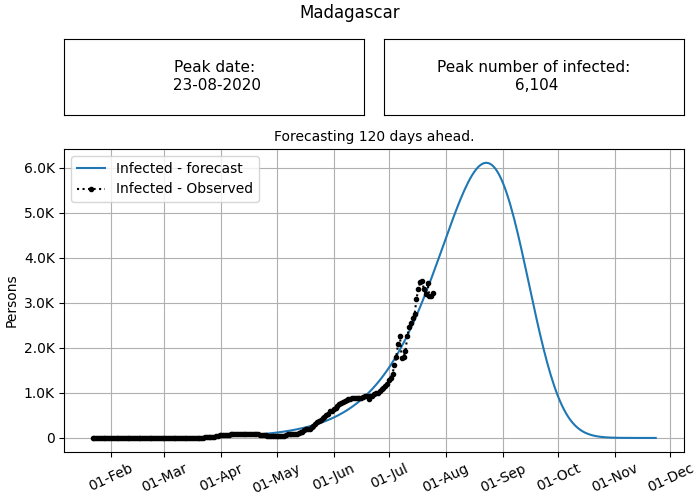 Madagascar
Peak date:
23-08-2020
Peak number of infected:
6,104
Forecasting 120 days ahead.
Infected - forecast
Infected - Observed
6.0K
5.0K
4.0K
3.0K
2.0K
1.0K
0
Persons
01-Feb
01-Mar
01-Apr
01-May
01-Jun
01-Jul
01-Aug
01-Sep
01-Oct
01-Nov
01-Dec